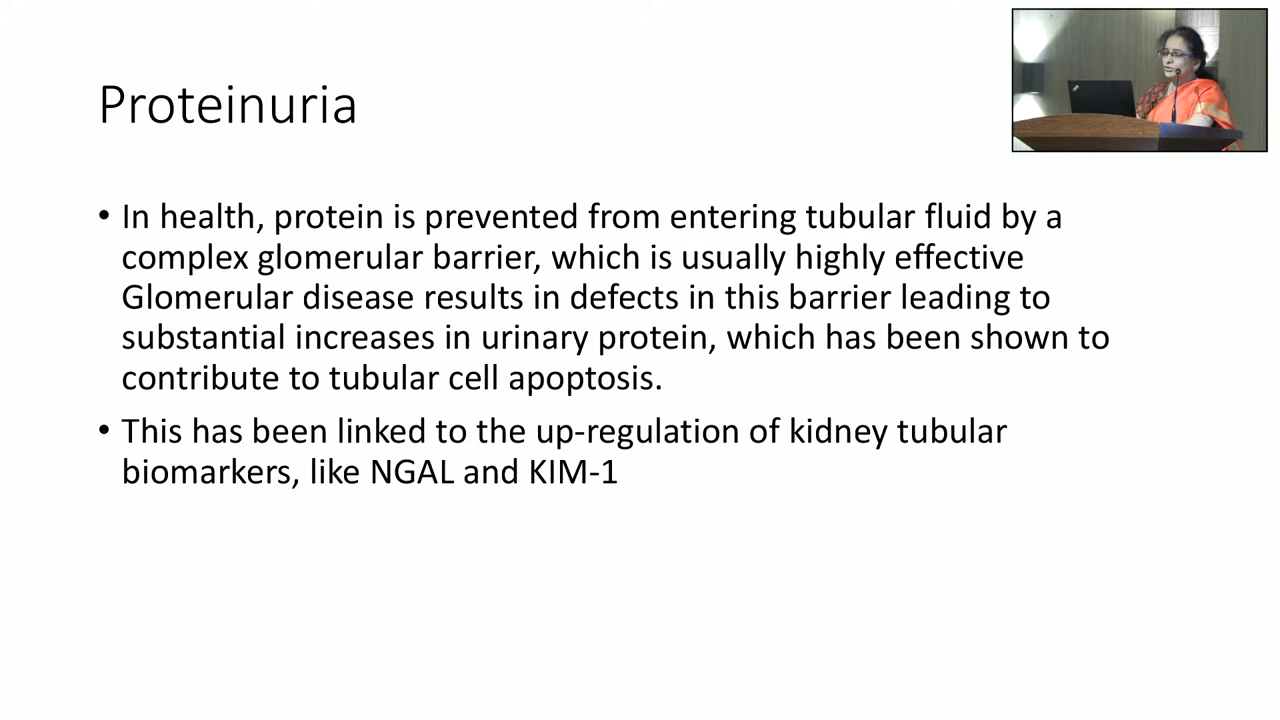 Proteinuria
• In health, protein is prevented from entering tubular fluid by a
complex glomerular barrier, which is usually highly effective
Glomerular disease results in defects in this barrier leading to
substantial increases in urinary protein, which has been shown to
contribute to tubular cell apoptosis.
• This has been linked to the up-regulation of kidney tubular
biomarkers, like NGAL and KIM-1